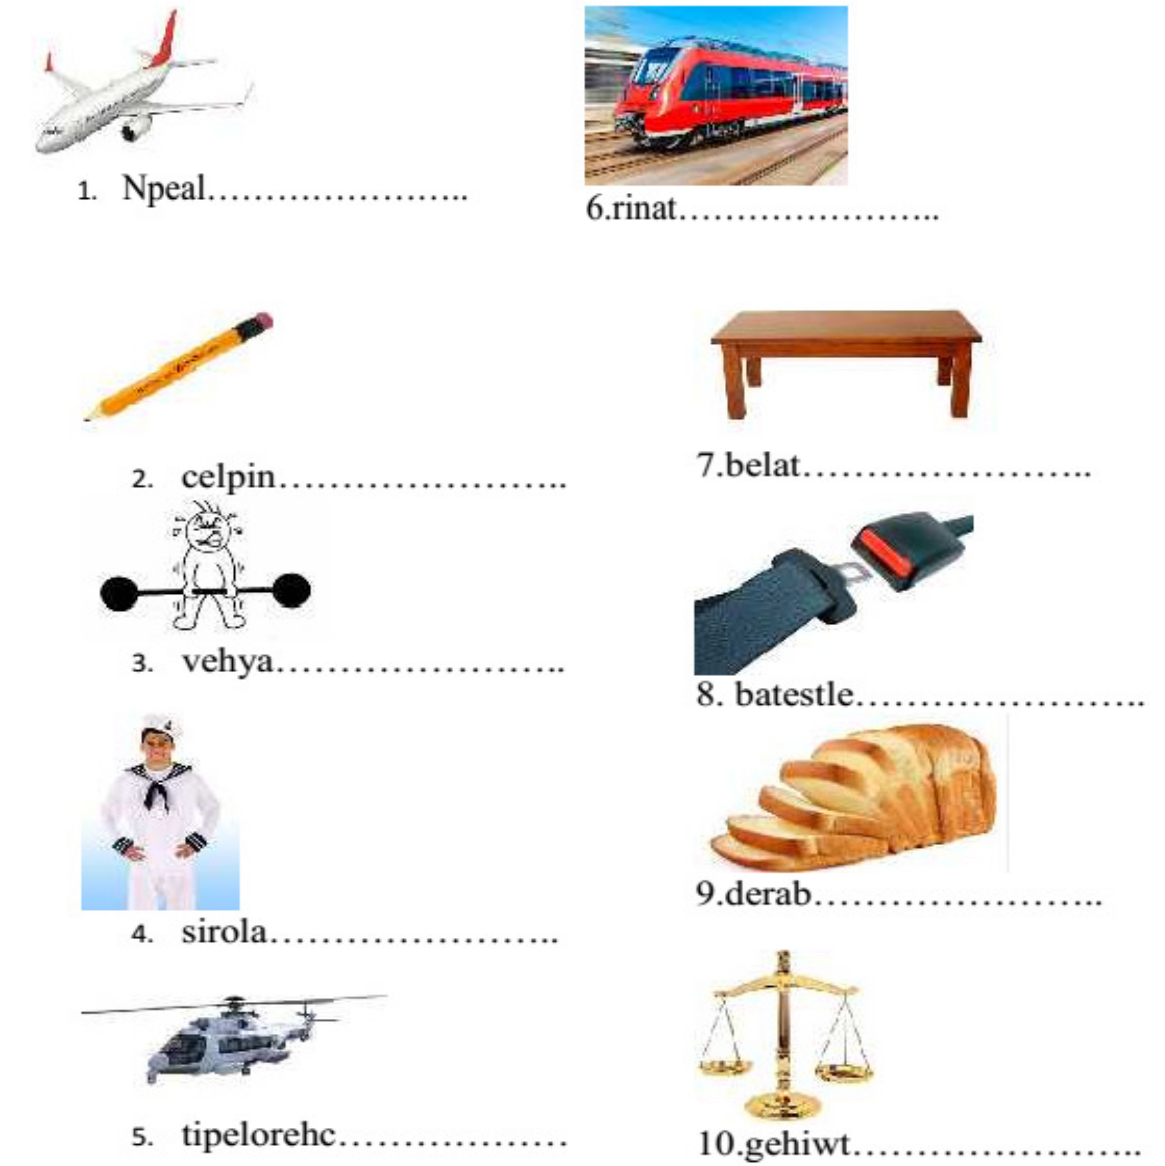 1. Npeal…………………..
6.rinat…………………..
2. celpin…………………..
7.belat…………………..
3. vehya…………………..
8. batestle…………………..
4. sirola…………………..
9.derab…………………..
5. tipelorehc…………………
10.gehiwt…………………..